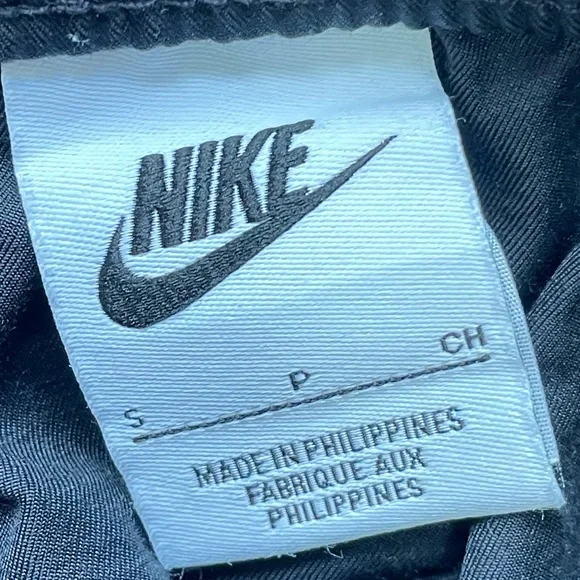 NIKE
S P CH
MADE IN PHILIPPINES
FABRIQUE AUX
PHILIPPINES